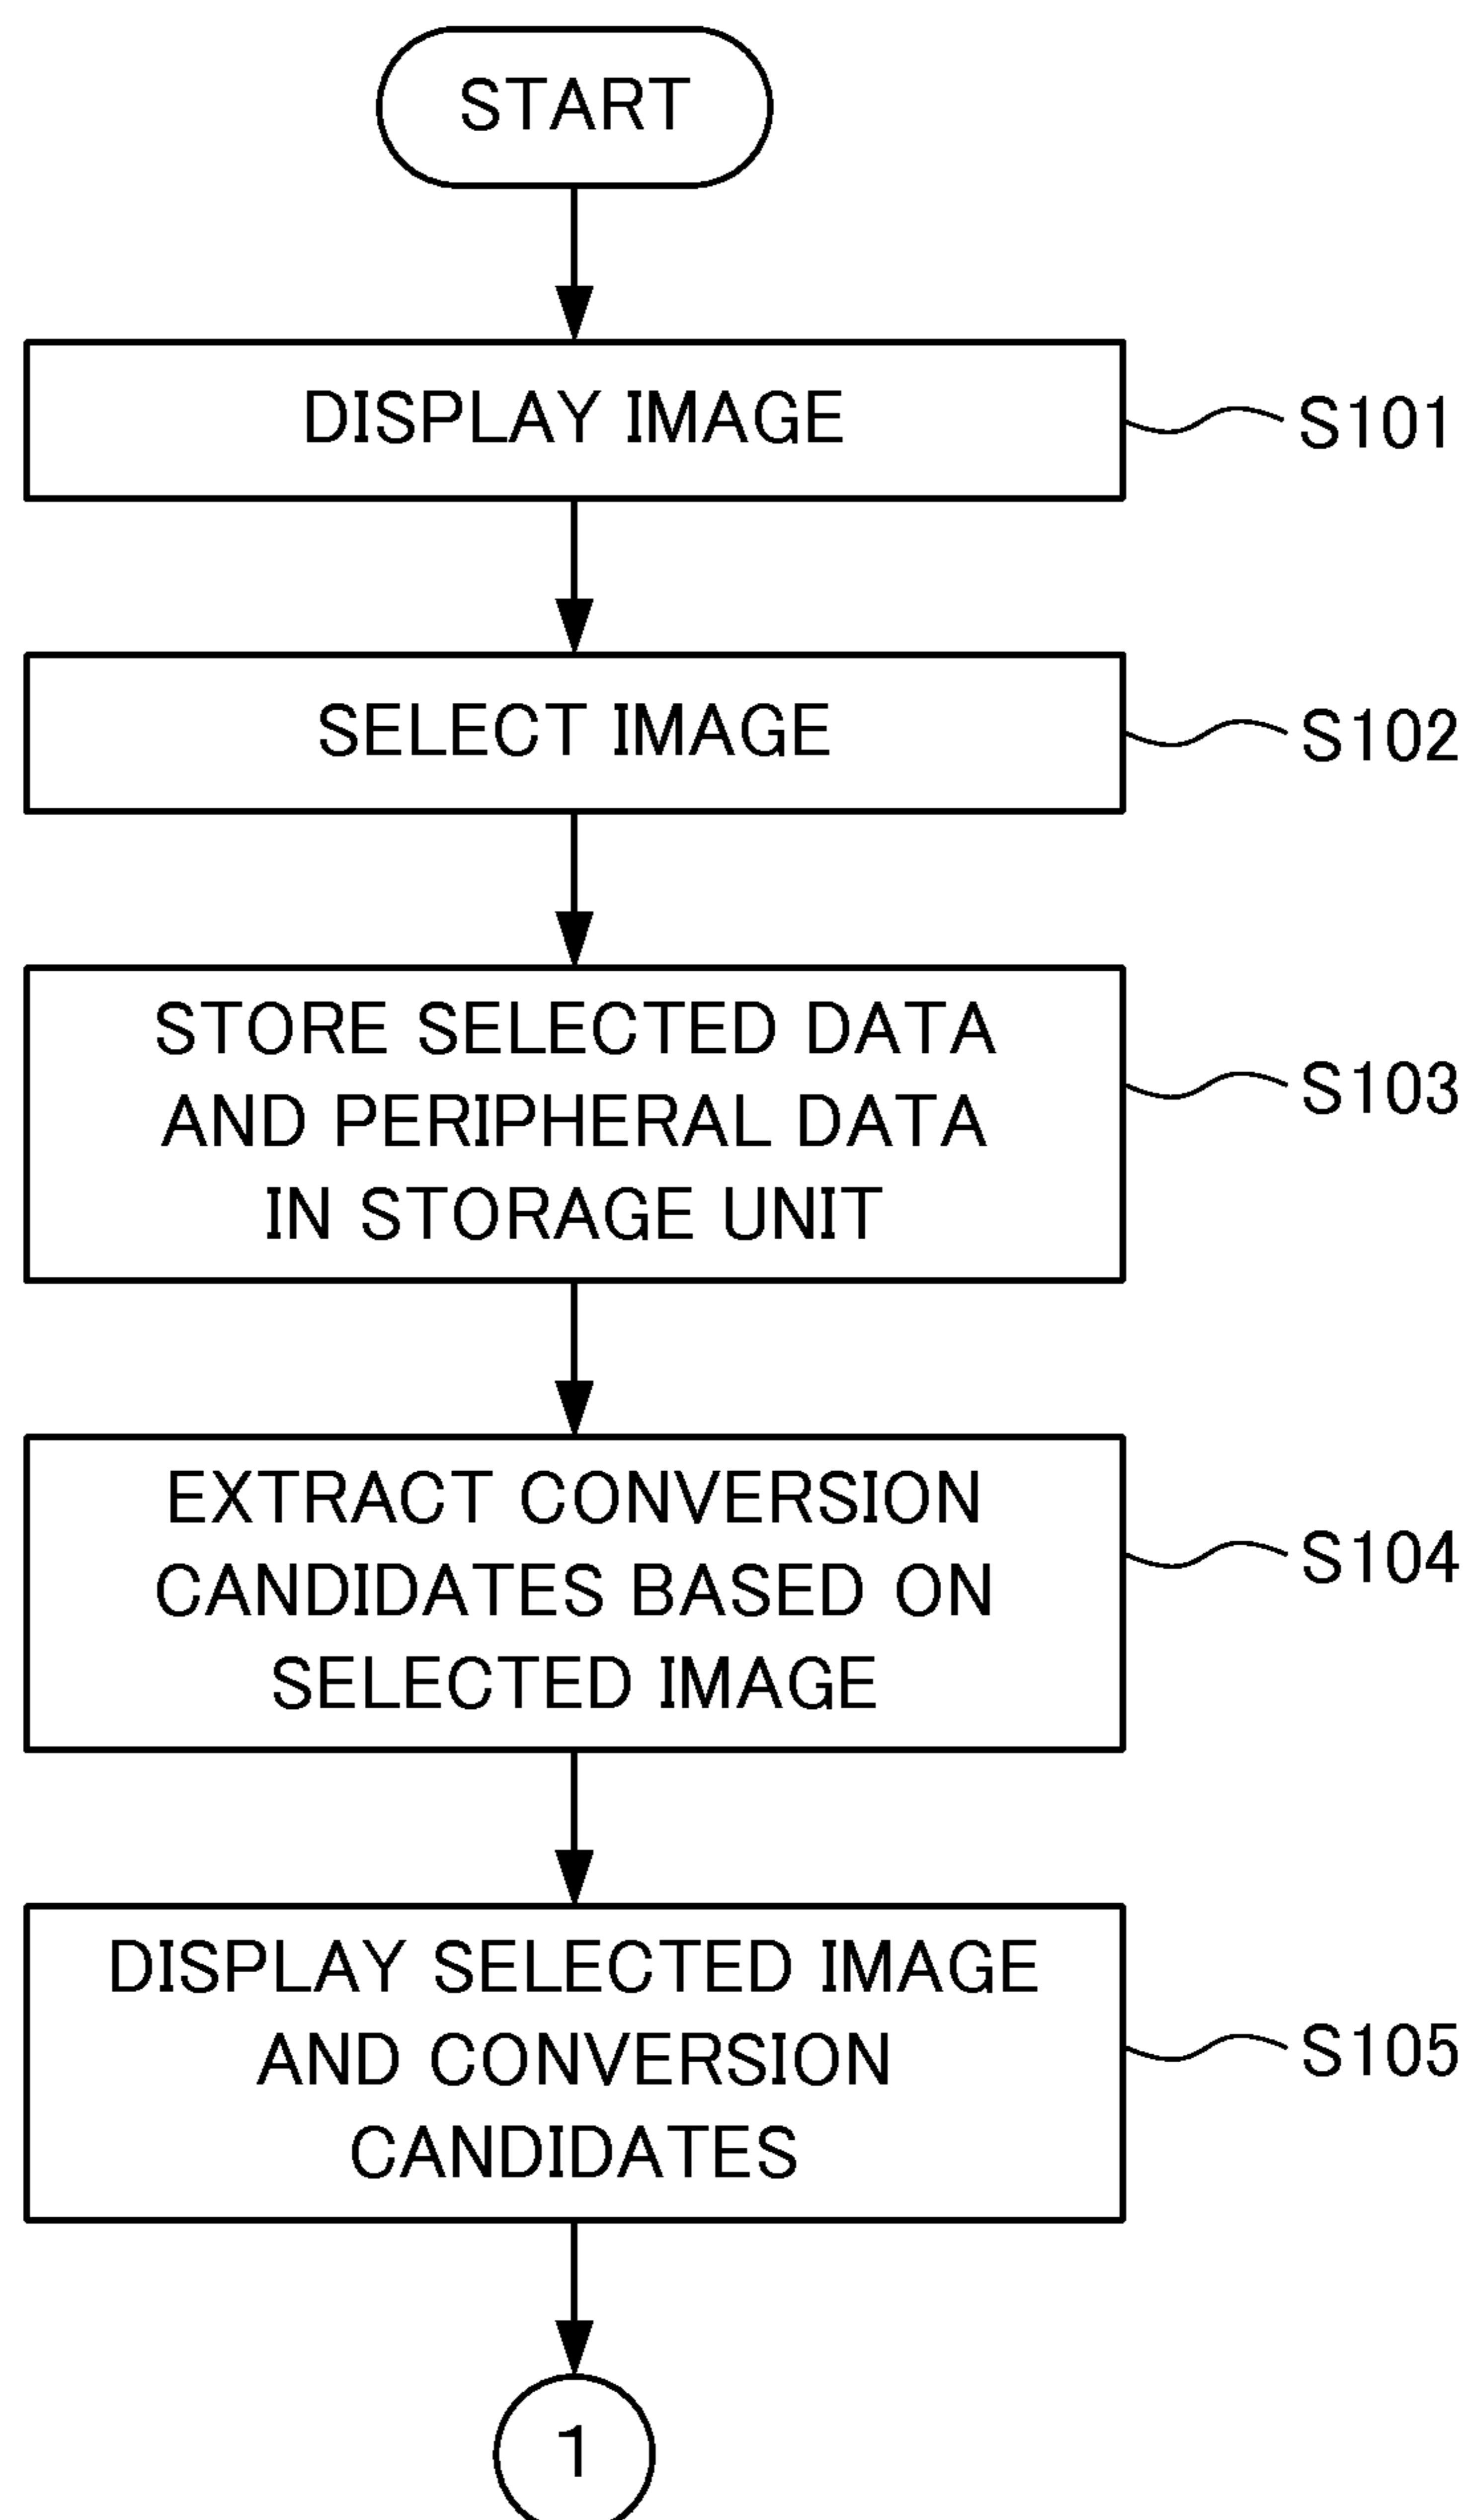 START
DISPLAY IMAGE
S101
SELECT IMAGE
S102
STORE SELECTED DATA
AND PERIPHERAL DATA
IN STORAGE UNIT
S103
EXTRACT CONVERSION
CANDIDATES BASED ON
SELECTED IMAGE
S104
DISPLAY SELECTED IMAGE
AND CONVERSION
CANDIDATES
S105
1